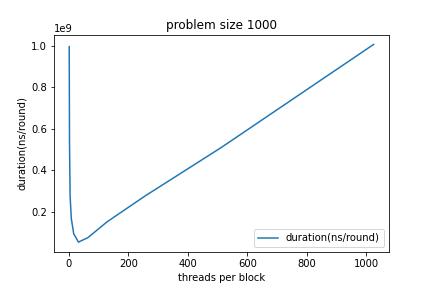 problem size 1000
1e9
1.0
0.8
0.6
0.4
0.2
duration(ns/round)
duration(ns/round)
0 200 400 600 800 1000
threads per block